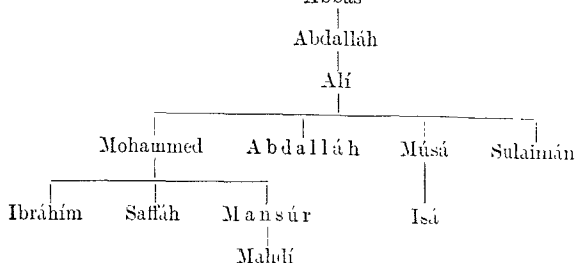 Abbás
Abdalláh
Alí
Mohammed Abdalláh Músá Sulaimán
Ibráhím Saffáh Mansúr Isá
Mahdí